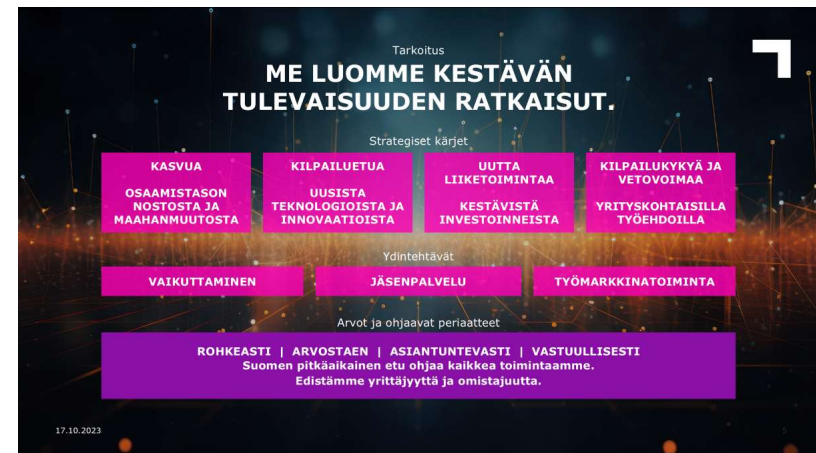 Tarkoitus
ME LUOMME KESTÄVÄN
TULEVAISUUDEN RATKAISUT.
Strategiset kärjet
KASVUA
OSAAMISTASON
NOSTOSTA JA
MAAHANMUUTOSTA
KILPAILUETUA
UUSISTA
TEKNOLOGIOISTA JA
INNOVAATIOISTA
UUTTA
LIIKETOIMINTAA
KESTÄVISTÄ
INVESTOINNEISTA
KILPAILUKYKYÄ JA
VETOVOIMAA
YRITYSKOHTAISILLA
TYÖEHDOILLA
Ydintehtävät
VAIKUTTAMINEN
JÄSENPALVELU
TYÖMARKKINATOIMINTA
Arvot ja ohjaavat periaatteet
ROHKEASTI | ARVOSTAEN | ASIANTUNTEVASTI | VASTUULLISESTI
Suomen pitkäaikainen etu ohjaa kaikkea toimintaamme.
Edistämme yrittäjyyttä ja omistajuutta.
17.10.2023
5